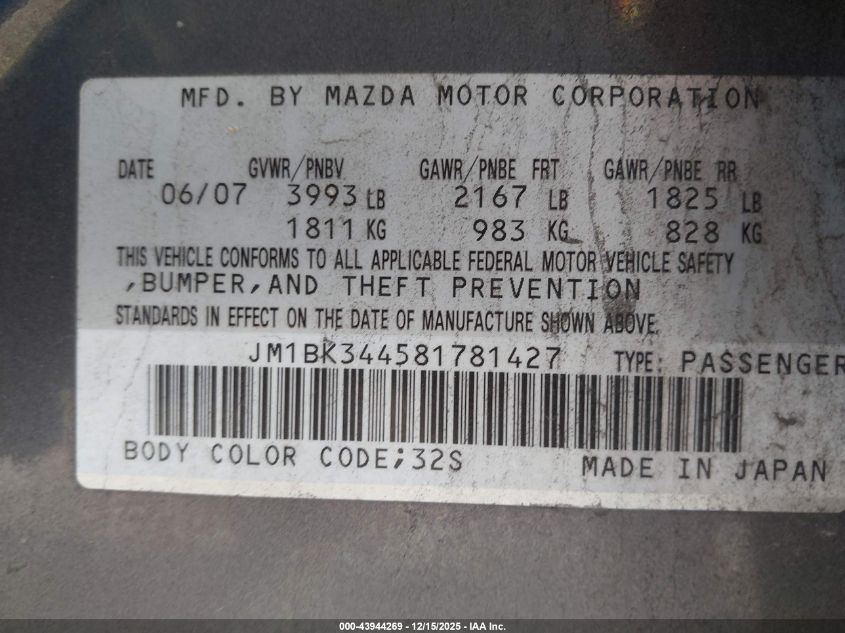 MFD. BY MAZDA MOTOR CORPORATION
DATE GVWR/PNBV GAWR/PNBE FRT GAWR/PNBE RR
06/07 3993 LB 2167 LB 1825 LB
1811 KG 983 KG 828 KG
THIS VEHICLE CONFORMS TO ALL APPLICABLE FEDERAL MOTOR VEHICLE SAFETY
,BUMPER,AND THEFT PREVENTION
STANDARDS IN EFFECT ON THE DATE OF MANUFACTURE SHOWN ABOVE.
JM1BK344581781427 TYPE: PASSENGER
BODY COLOR CODE;32S MADE IN JAPAN
000-43944269 - 12/15/2025 - IAA Inc.